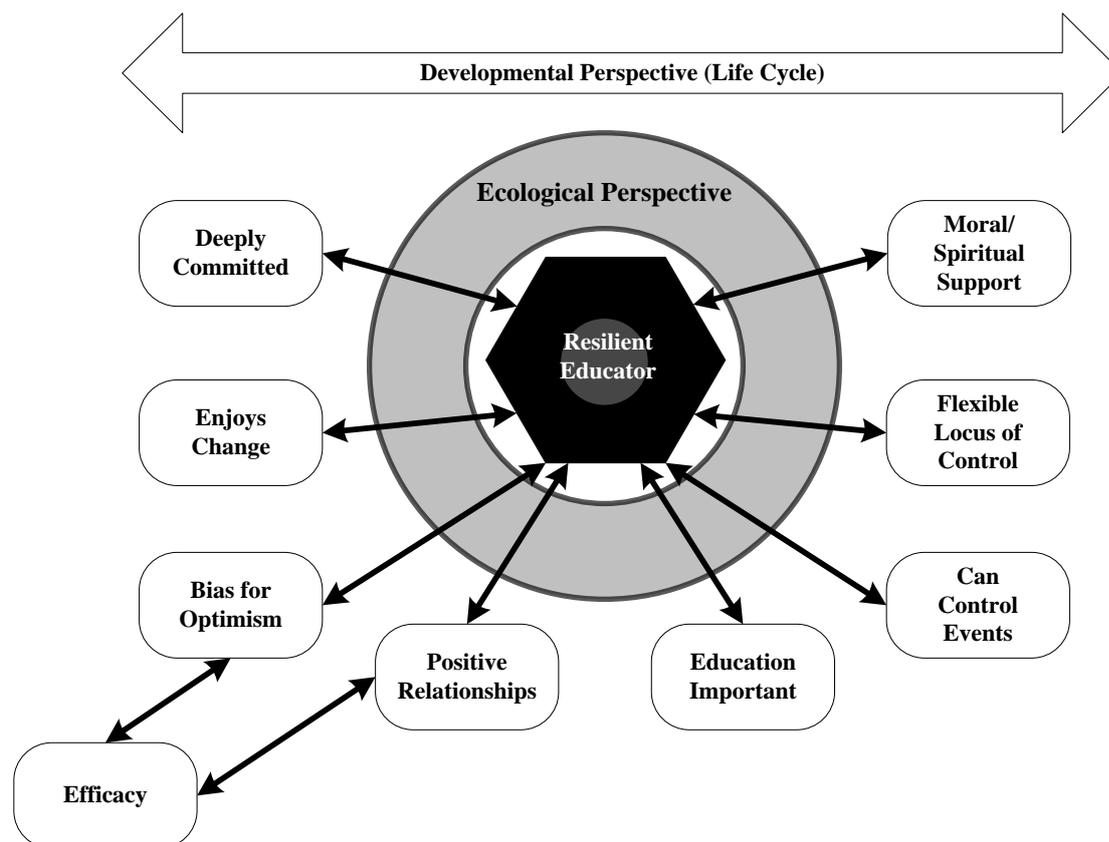 Developmental Perspective (Life Cycle)
Ecological Perspective
Deeply
Committed
Moral/
Spiritual
Support
Resilient
Educator
Enjoys
Change
Flexible
Locus of
Control
Bias for
Optimism
Can
Control
Events
Positive
Relationships
Education
Important
Efficacy